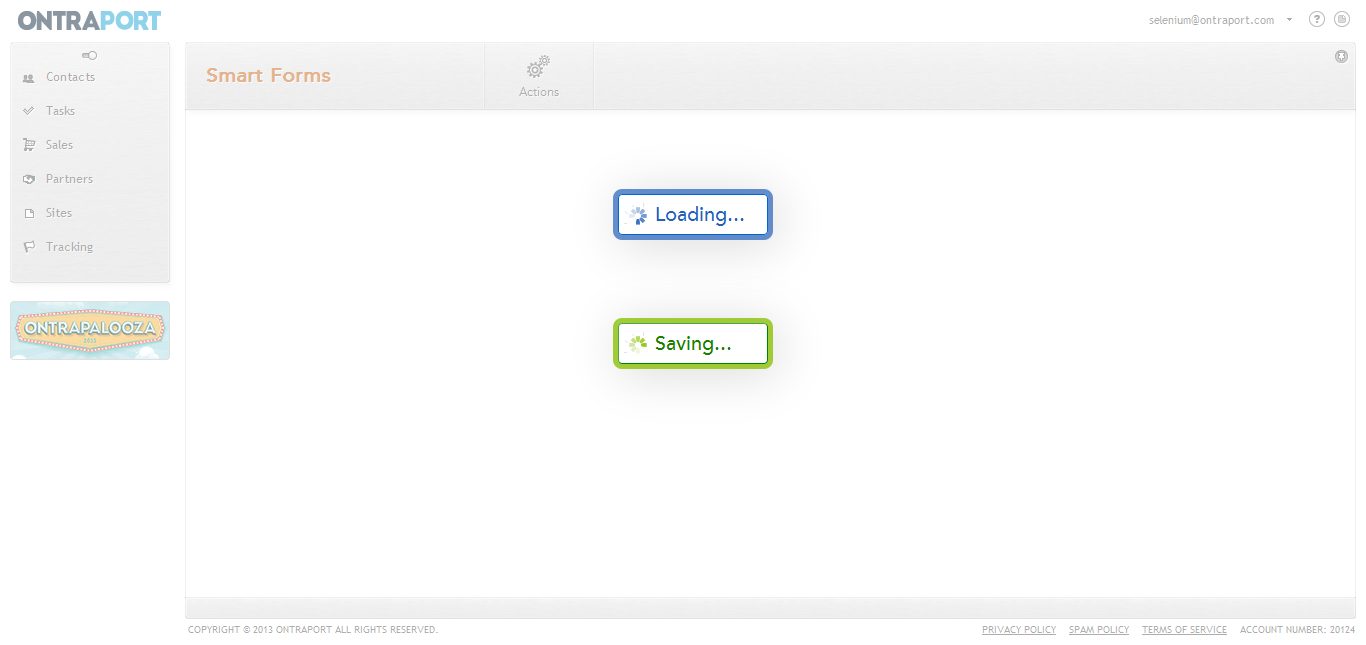 ONTRAPORT
selenium@ontraport.com
?
Contacts
Tasks
Sales
Partners
Sites
Tracking
ONTRAPALOOZA
Smart Forms
Actions
Loading...
Saving...
COPYRIGHT © 2013 ONTRAPORT ALL RIGHTS RESERVED.
PRIVACY POLICY SPAM POLICY TERMS OF SERVICE ACCOUNT NUMBER: 20124